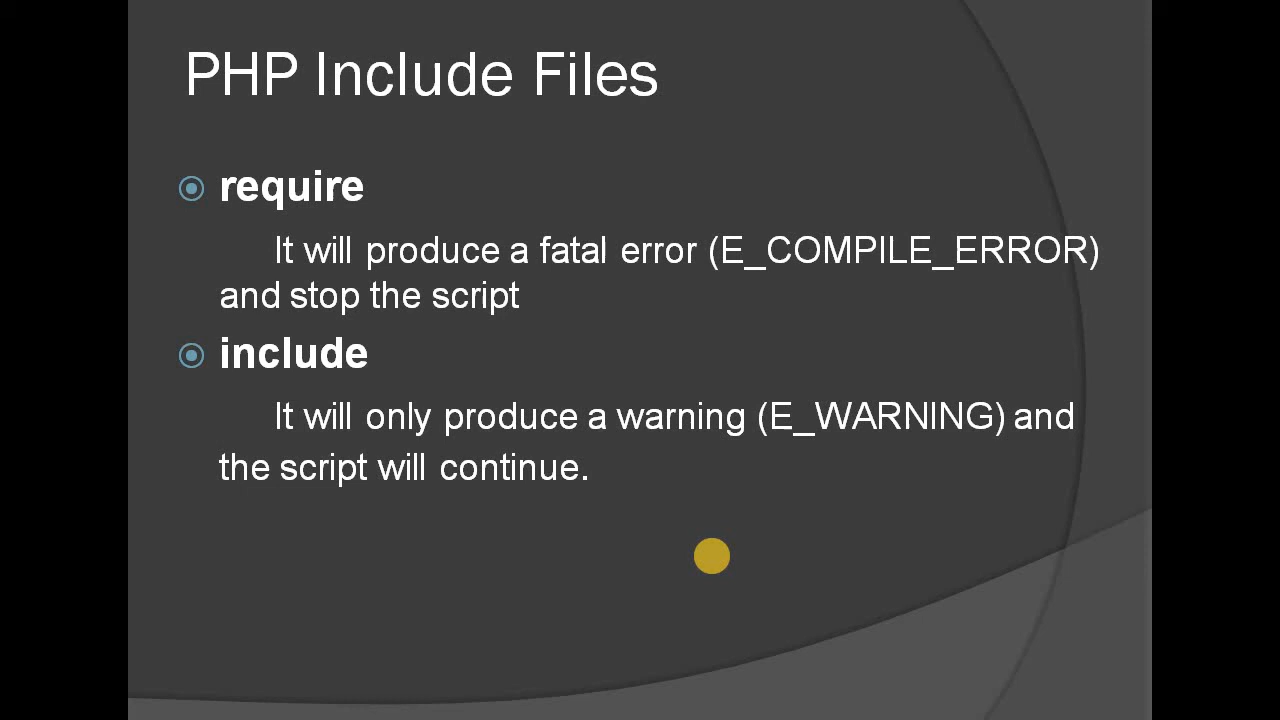 PHP Include Files
require
It will produce a fatal error (E_COMPILE_ERROR)
and stop the script
include
It will only produce a warning (E_WARNING) and
the script will continue.